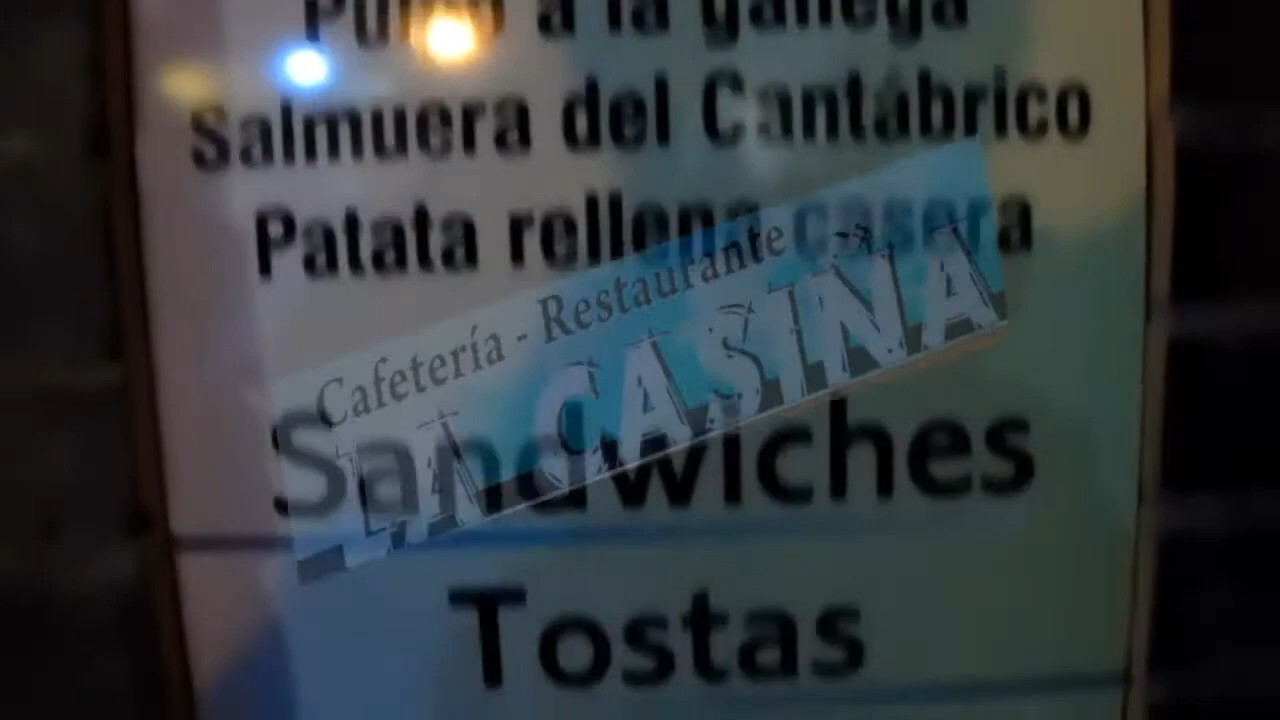 Pulpo a la gallega
Salmuera del Cantábrico
Patata rellena casera
Cafetería - Restaurante
LA CASINA
Sandwiches
Tostas